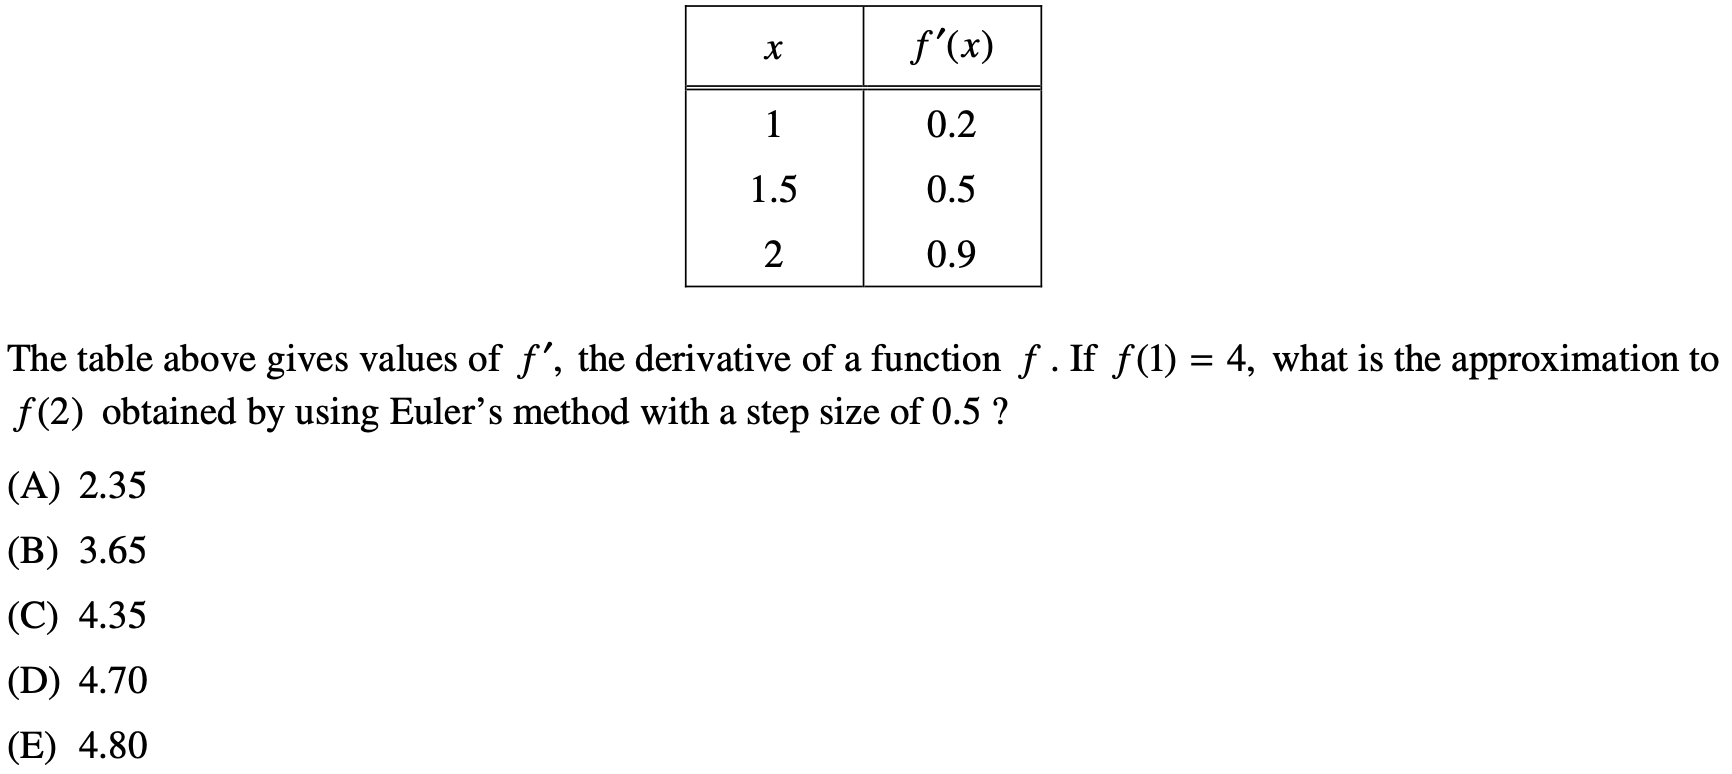 x f′(x)
1 0.2
1.5 0.5
2 0.9
The table above gives values of f′, the derivative of a function f . If f(1) = 4, what is the approximation to
f(2) obtained by using Euler’s method with a step size of 0.5 ?
(A) 2.35
(B) 3.65
(C) 4.35
(D) 4.70
(E) 4.80